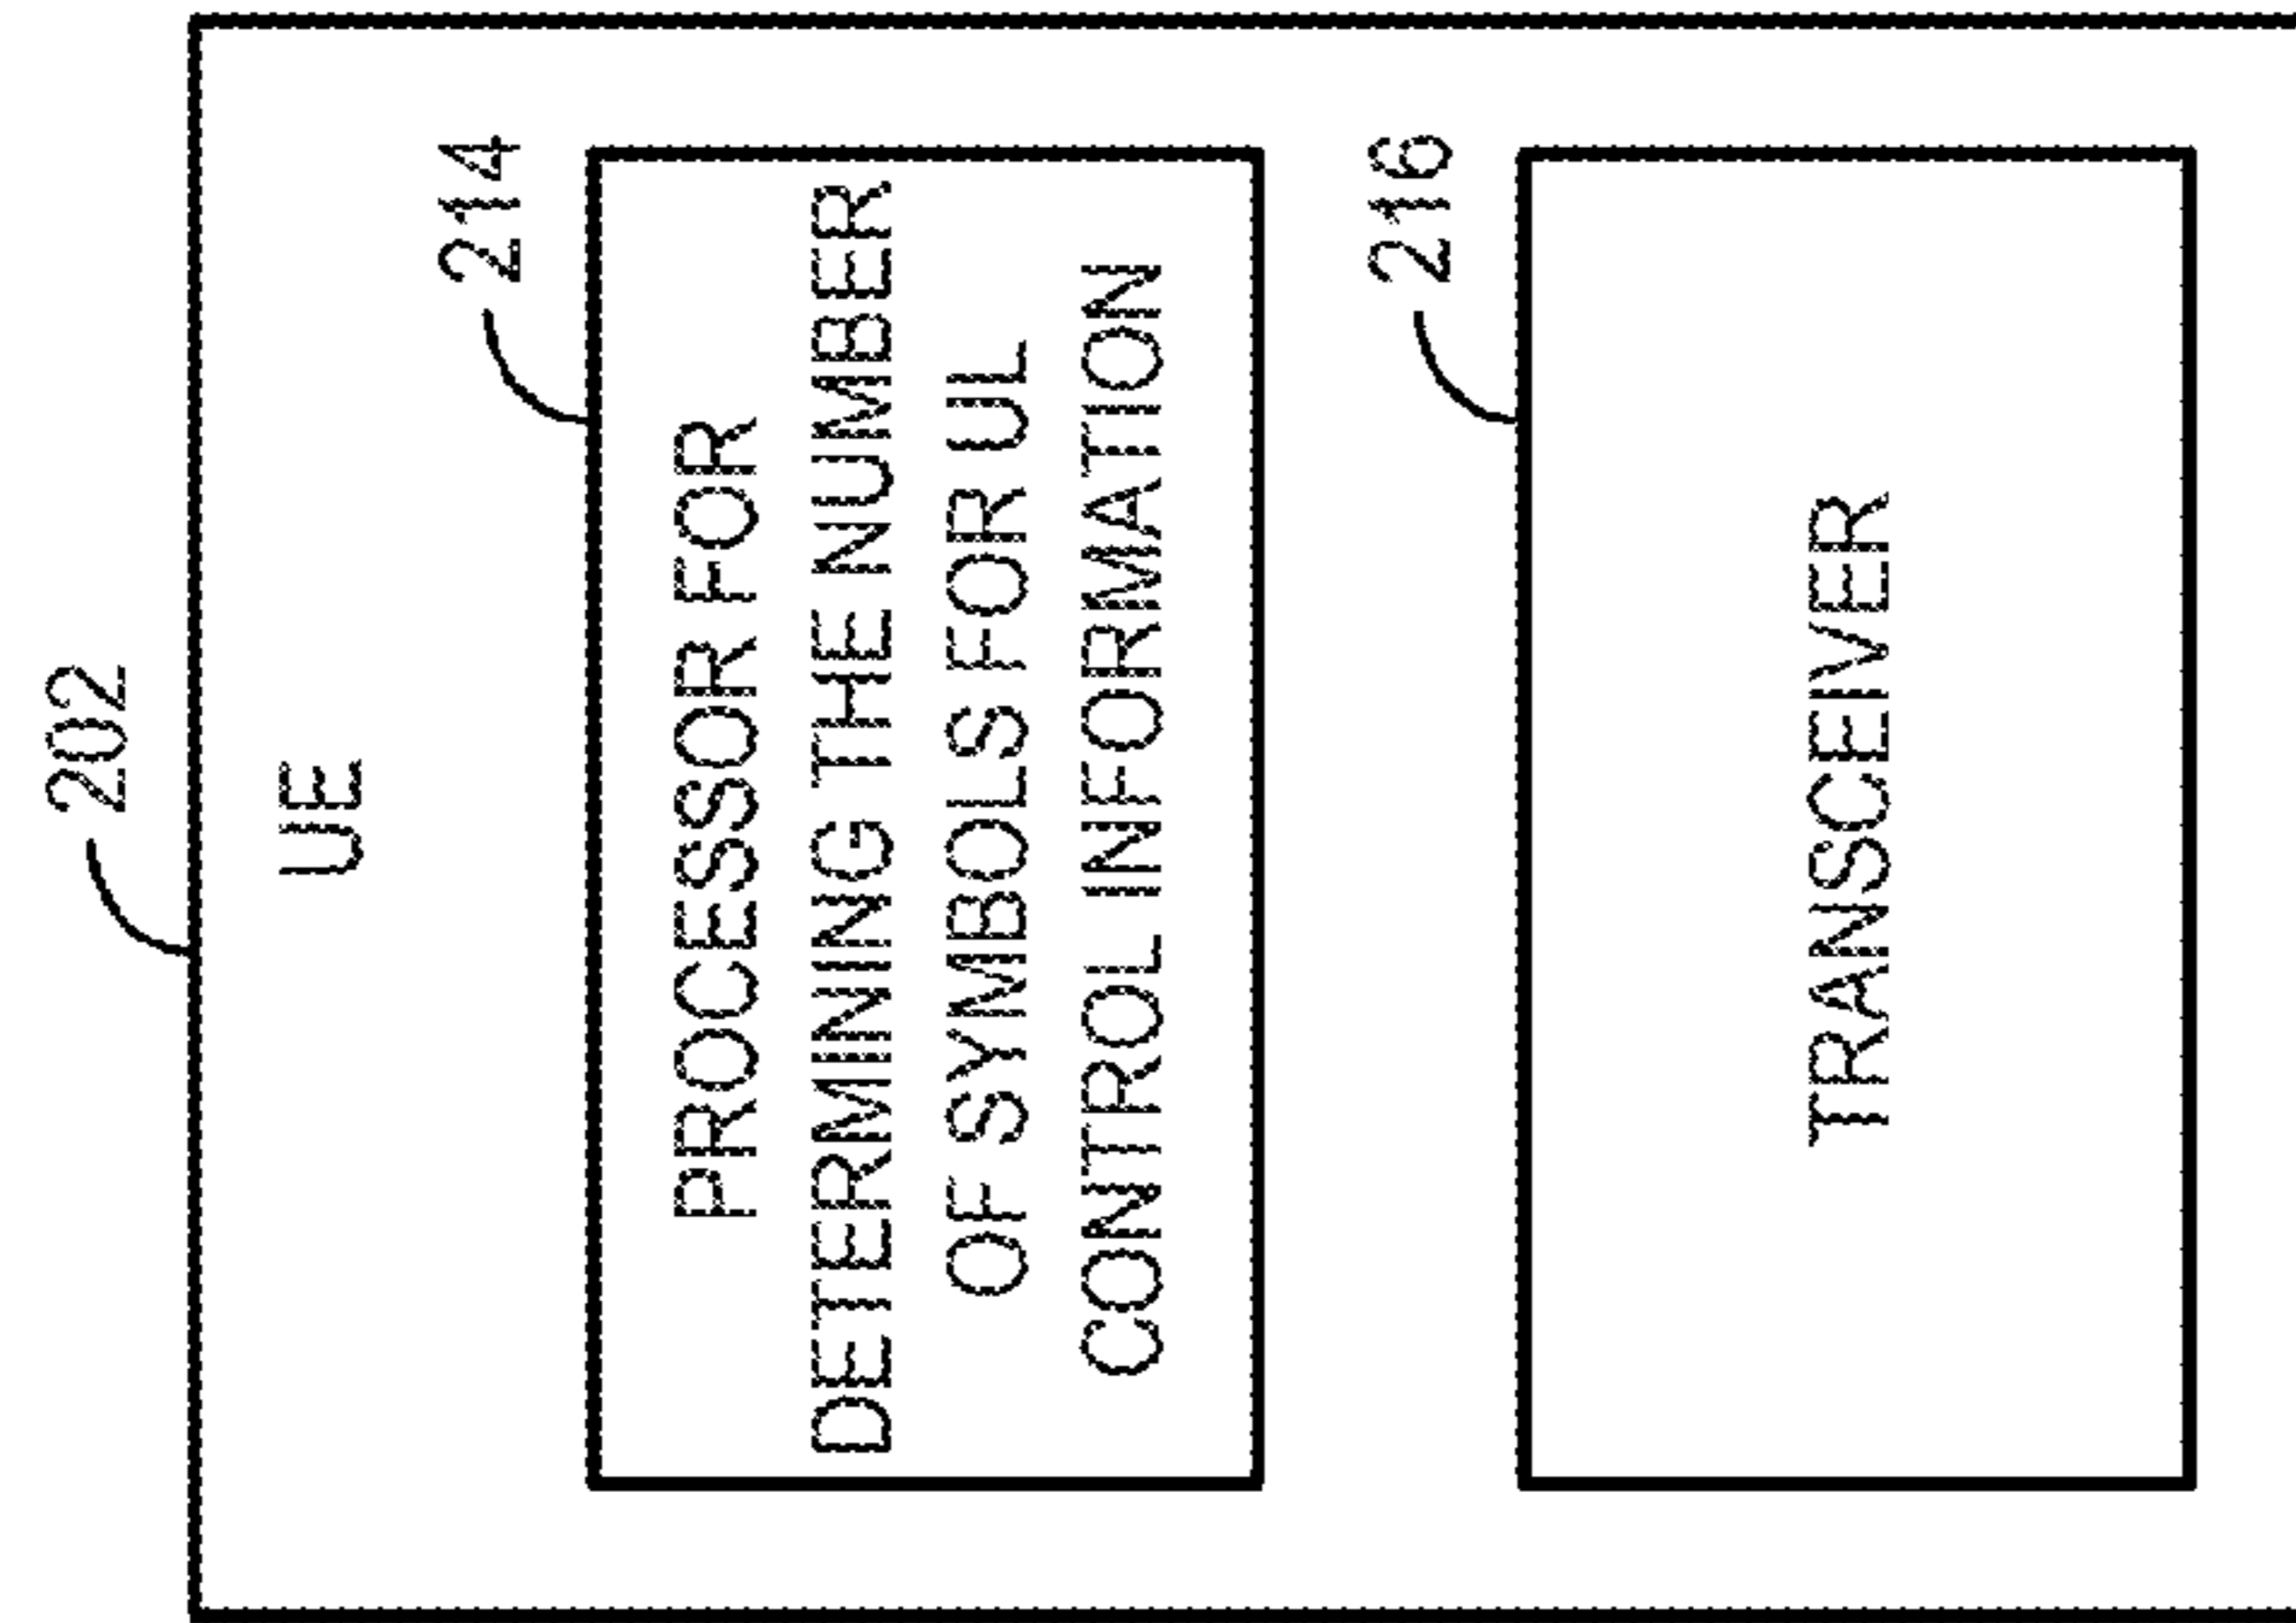 202
UE
214
PROCESSOR FOR
DETERMINING THE NUMBER
OF SYMBOLS FOR UL
CONTROL INFORMATION
216
TRANSCEIVER